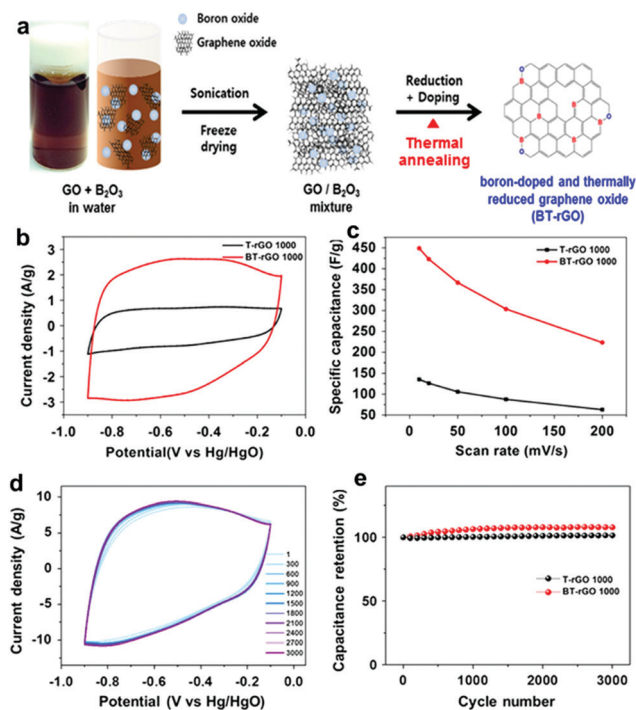 a
Boron oxide
Graphene oxide
Sonication
Freeze
drying
Reduction
+ Doping
Thermal
annealing
GO + B2O3
in water
GO / B2O3
mixture
boron-doped and thermally
reduced graphene oxide
(BT-rGO)
B
B
B
B
B
B
B
O
O
O
b
T-rGO 1000
BT-rGO 1000
Current density (A/g)
3
2
1
0
-1
-2
-3
-1.0
-0.8
-0.6
-0.4
-0.2
0.0
Potential(V vs Hg/HgO)
c
T-rGO 1000
BT-rGO 1000
Specific capacitance (F/g)
450
400
350
300
250
200
150
100
50
0
50
100
150
200
Scan rate (mV/s)
d
Current density (A/g)
10
5
0
-5
-10
1
300
600
900
1200
1500
1800
2100
2400
2700
3000
-1.0
-0.8
-0.6
-0.4
-0.2
0.0
Potential (V vs Hg/HgO)
e
Capacitance retention (%)
100
50
0
T-rGO 1000
BT-rGO 1000
0
1000
2000
3000
Cycle number